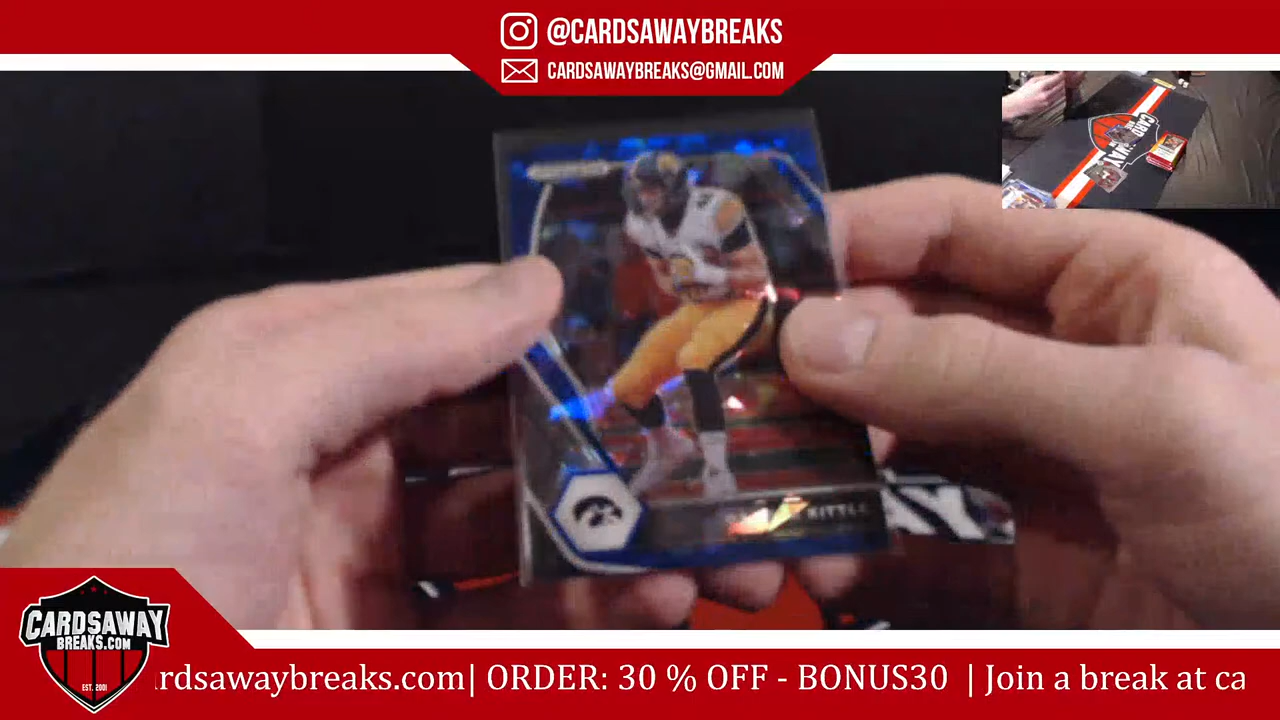 @CARDSAWAYBREAKS
CARDSAWAYBREAKS@GMAIL.COM
KITTLE
AY
CARDSAWAY
BREAKS.COM
EST. 2001
rdsawaybreaks.com| ORDER: 30 % OFF - BONUS30 | Join a break at ca